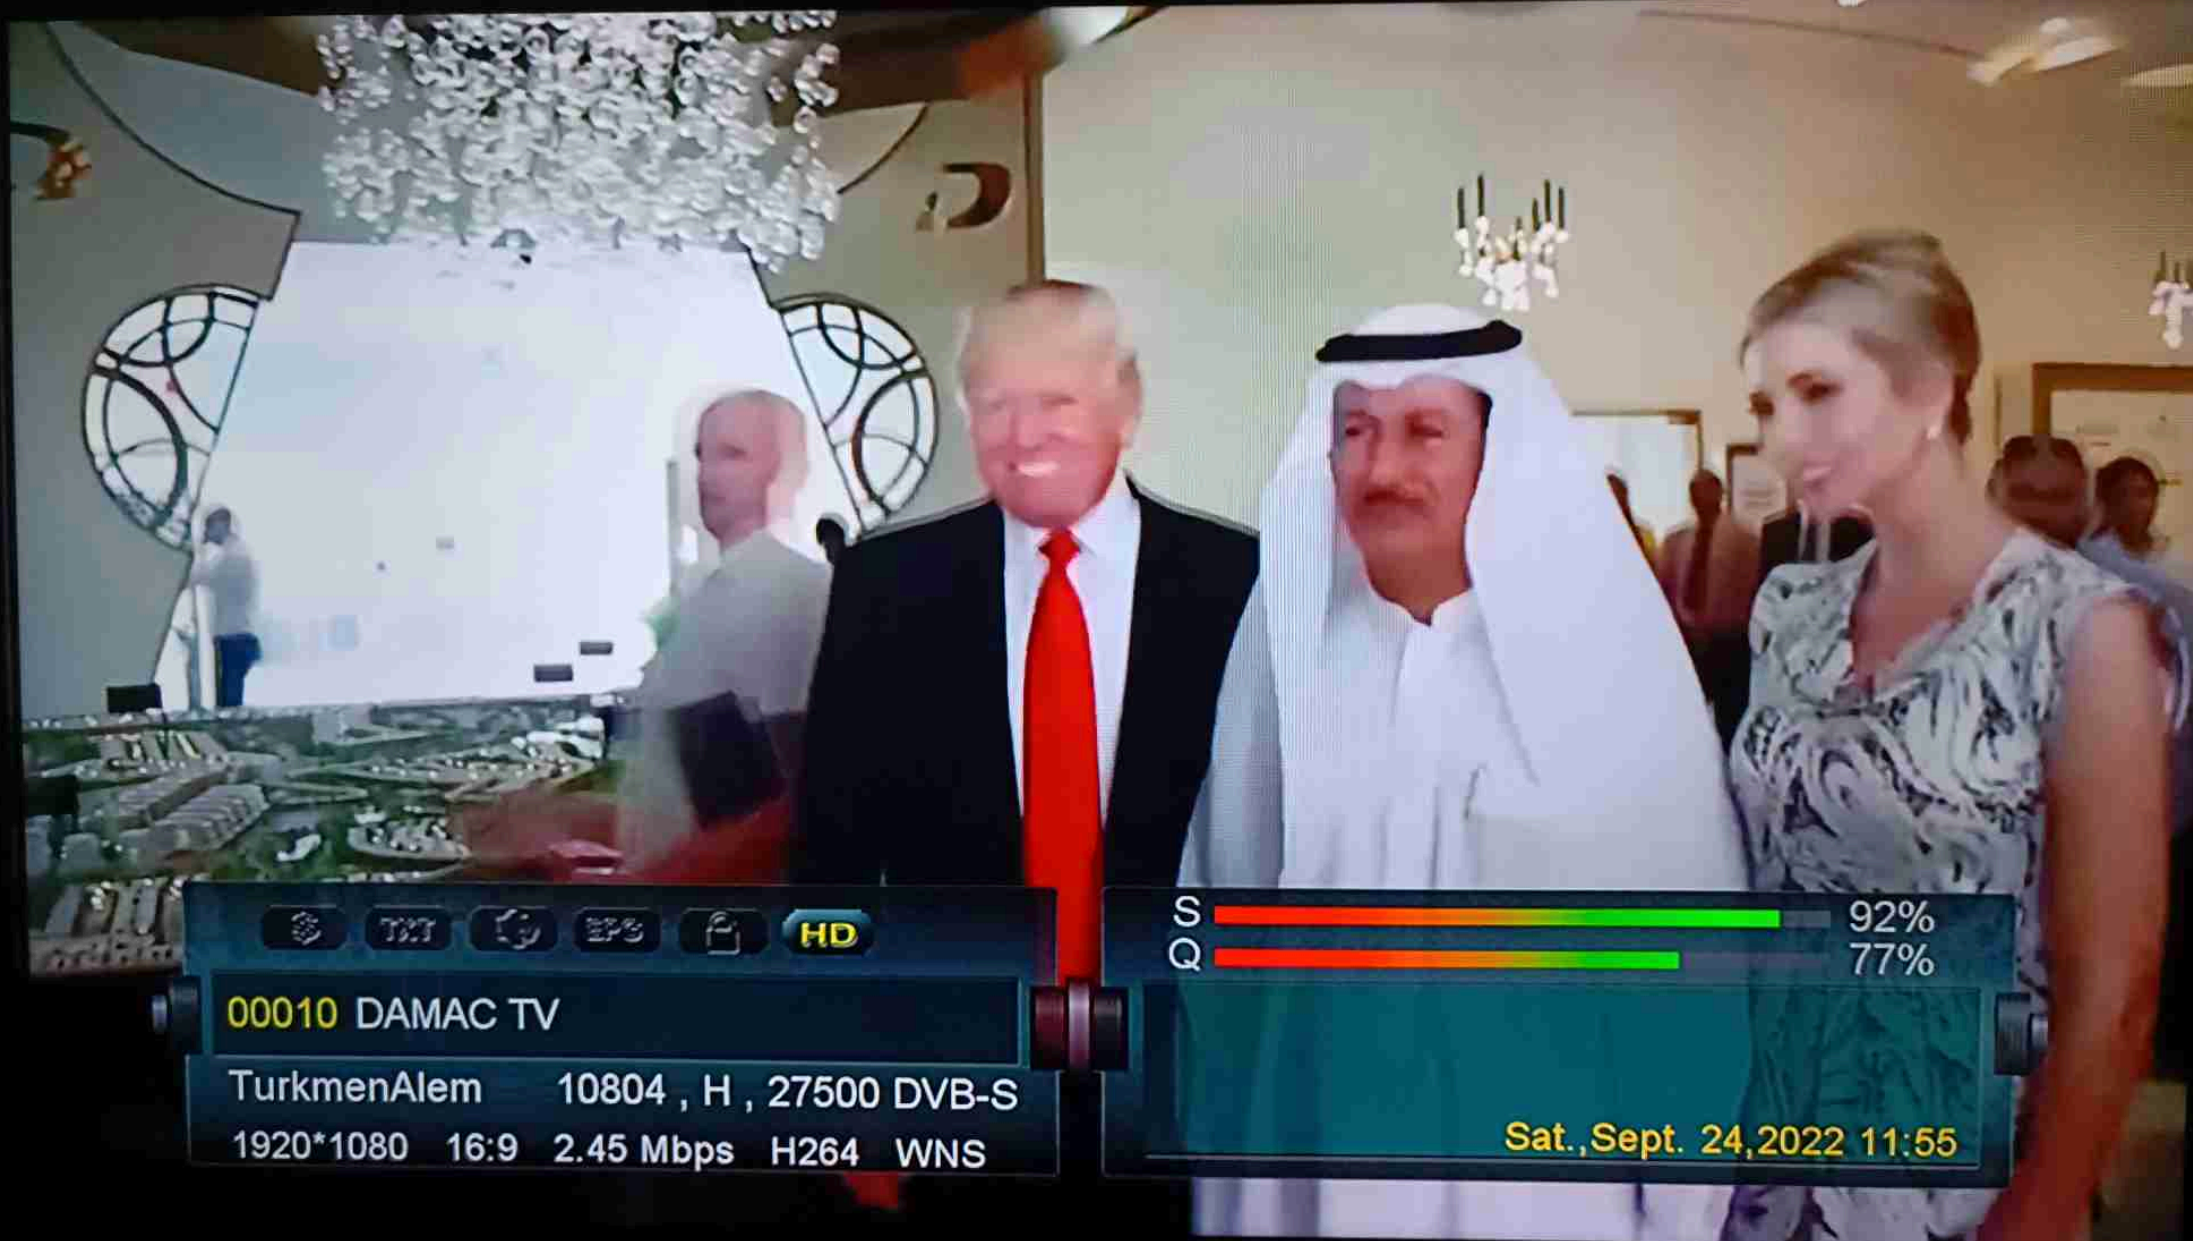 TXT EPG HD
S 92%
Q 77%
00010 DAMAC TV
TurkmenAlem 10804 , H , 27500 DVB-S
1920*1080 16:9 2.45 Mbps H264 WNS
Sat.,Sept. 24,2022 11:55